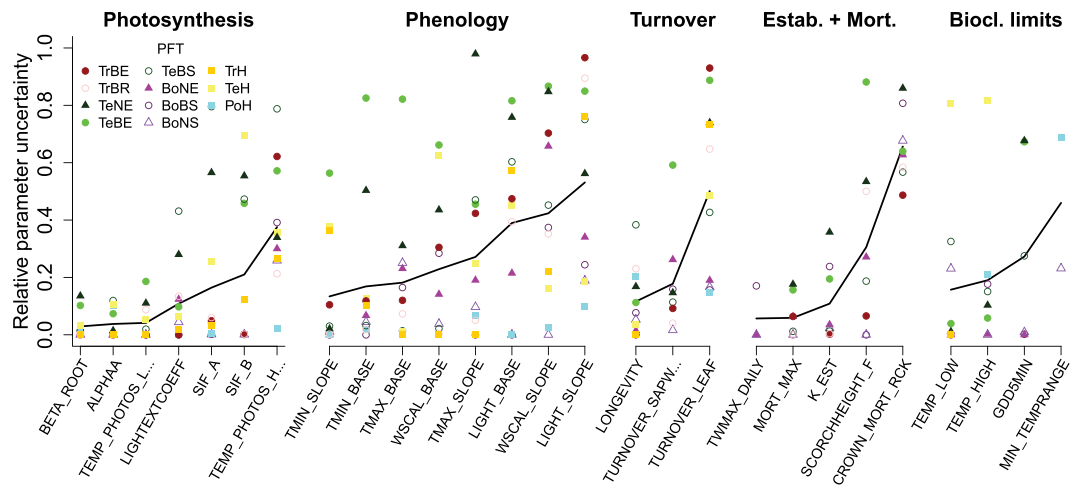 Photosynthesis
Phenology
Turnover
Estab. + Mort.
Biocl. limits
Relative parameter uncertainty
1.0
0.8
0.6
0.4
0.2
0.0
PFT
TrBE
TrBR
TeNE
TeBE
TeBS
BoNE
BoBS
BoNS
TrH
TeH
PoH
BETA_ROOT
ALPHAA
TEMP_PHOTOS_L...
LIGHTEXTCOEFF
SIF_A
SIF_B
TEMP_PHOTOS_H...
TMIN_SLOPE
TMIN_BASE
TMAX_BASE
WSCAL_BASE
TMAX_SLOPE
LIGHT_BASE
WSCAL_SLOPE
LIGHT_SLOPE
LONGEVITY
TURNOVER_SAPW...
TURNOVER_LEAF
TWMAX_DAILY
MORT_MAX
K_EST
SCORCHHEIGHT_F
CROWN_MORT_RCK
TEMP_LOW
TEMP_HIGH
GDD5MIN
MIN_TEMPRANGE